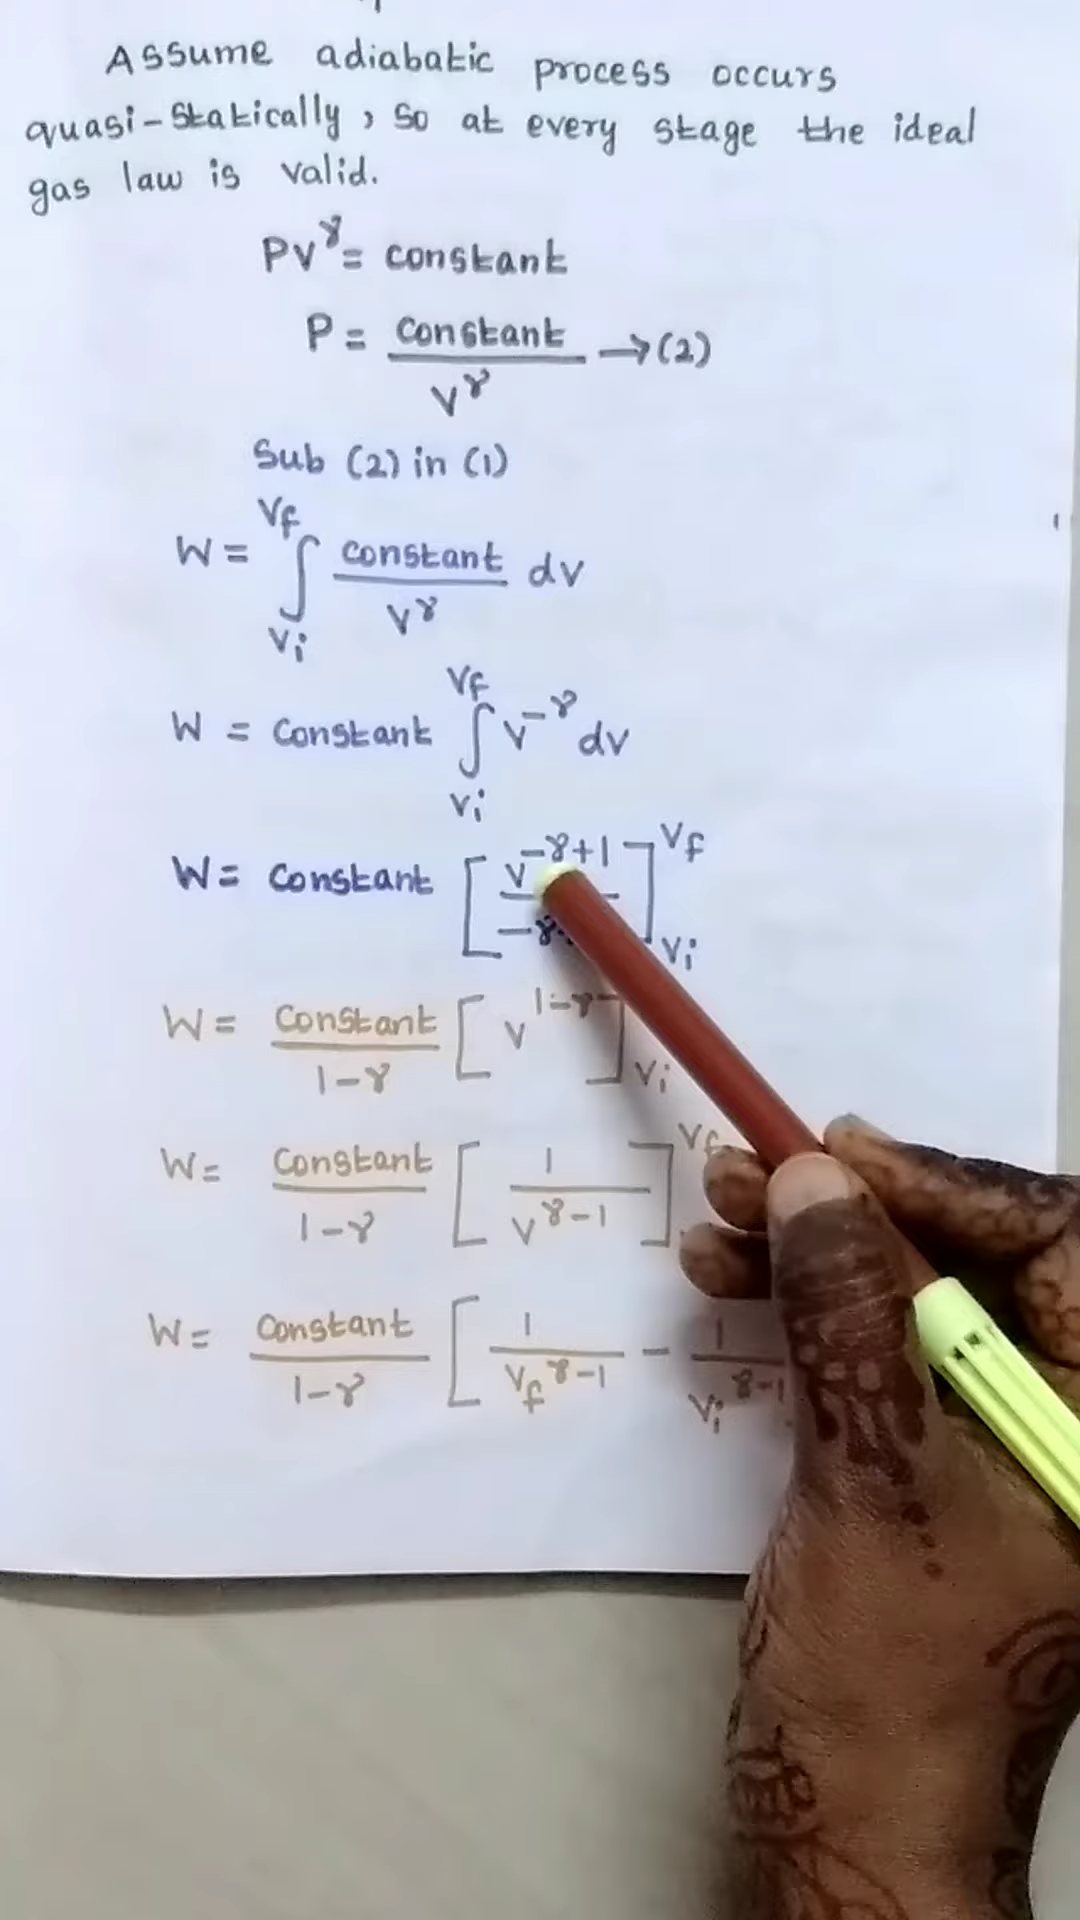 Assume adiabatic process occurs
quasi-statically, so at every stage the ideal
gas law is valid.
PV^γ = constant
P = constant / V^γ → (2)
Sub (2) in (1)
W = ∫_{Vi}^{Vf} constant / V^γ dv
W = Constant ∫_{Vi}^{Vf} V^{-γ} dv
W = Constant [ V^{-γ+1} / -γ ]_{Vi}^{Vf}
W = Constant / 1-γ [ V^{1-γ} ]_{Vi}
W = Constant / 1-γ [ 1 / V^{γ-1} ]^{Vf}
W = Constant / 1-γ [ 1 / Vf^{γ-1} - 1 / Vi^{γ-1}